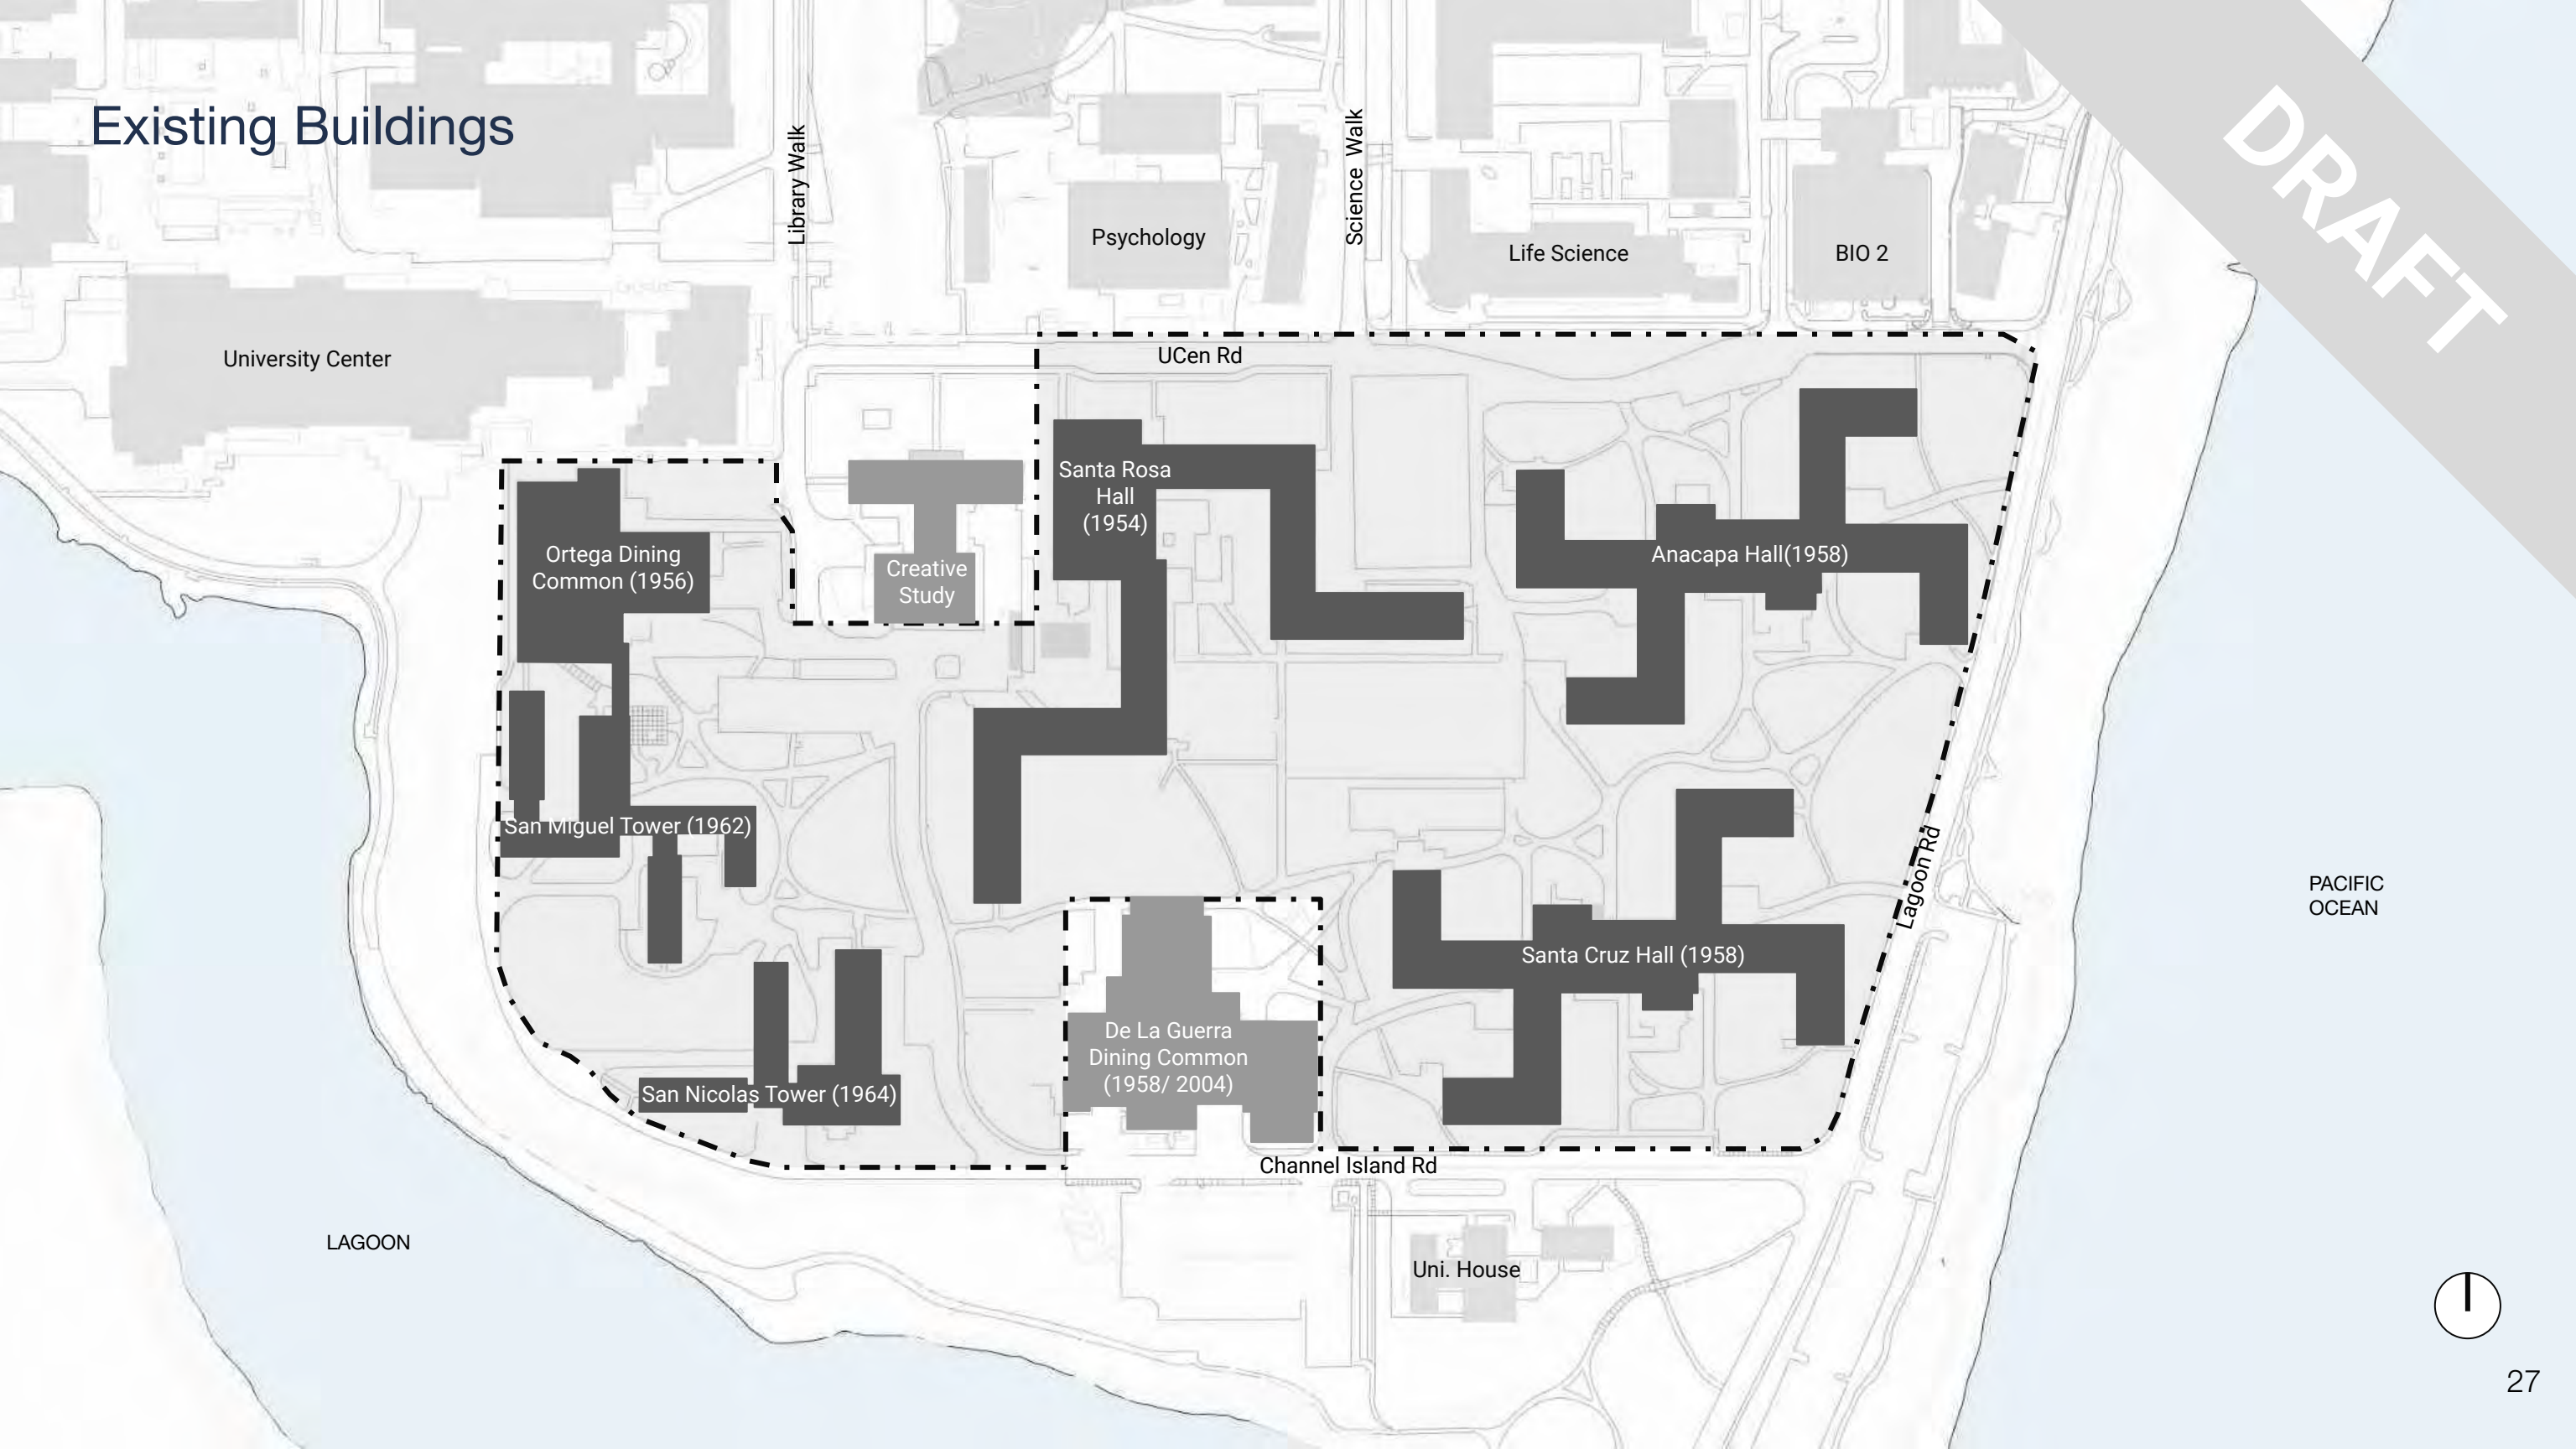 Existing Buildings
DRAFT
Library Walk
Science Walk
Psychology
Life Science
BIO 2
University Center
UCen Rd
Santa Rosa
Hall
(1954)
Ortega Dining
Common (1956)
Creative
Study
Anacapa Hall(1958)
San Miguel Tower (1962)
Lagoon Rd
PACIFIC
OCEAN
Santa Cruz Hall (1958)
De La Guerra
Dining Common
(1958/ 2004)
San Nicolas Tower (1964)
Channel Island Rd
LAGOON
Uni. House
27